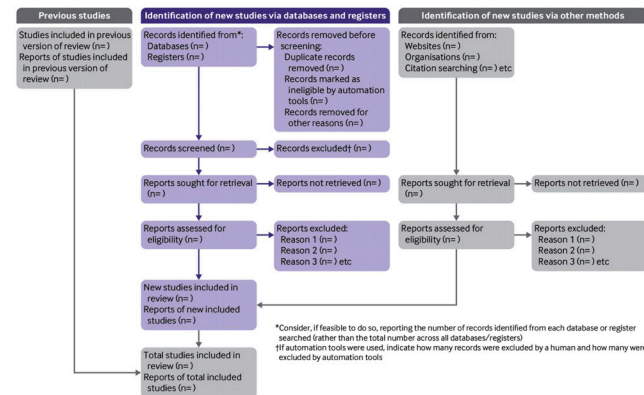 Previous studies
Identification of new studies via databases and registers
Identification of new studies via other methods
Studies included in previous
version of review (n= )
Reports of studies included
in previous version of
review (n= )
Records identified from*:
Databases (n= )
Registers (n= )
Records removed before
screening:
Duplicate records
removed (n= )
Records marked as
ineligible by automation
tools (n= )
Records removed for
other reasons (n= )
Records identified from:
Websites (n= )
Organisations (n= )
Citation searching (n= ) etc
Records screened (n= )
Records excluded† (n= )
Reports sought for retrieval
(n= )
Reports not retrieved (n= )
Reports sought for retrieval
(n= )
Reports not retrieved (n= )
Reports assessed for
eligibility (n= )
Reports excluded:
Reason 1 (n= )
Reason 2 (n= )
Reason 3 (n= ) etc
Reports assessed for
eligibility (n= )
Reports excluded:
Reason 1 (n= )
Reason 2 (n= )
Reason 3 (n= ) etc
New studies included in
review (n= )
Reports of new included
studies (n= )
Total studies included in
review (n= )
Reports of total included
studies (n= )
*Consider, if feasible to do so, reporting the number of records identified from each database or register
searched (rather than the total number across all databases/registers)
†If automation tools were used, indicate how many records were excluded by a human and how many were
excluded by automation tools